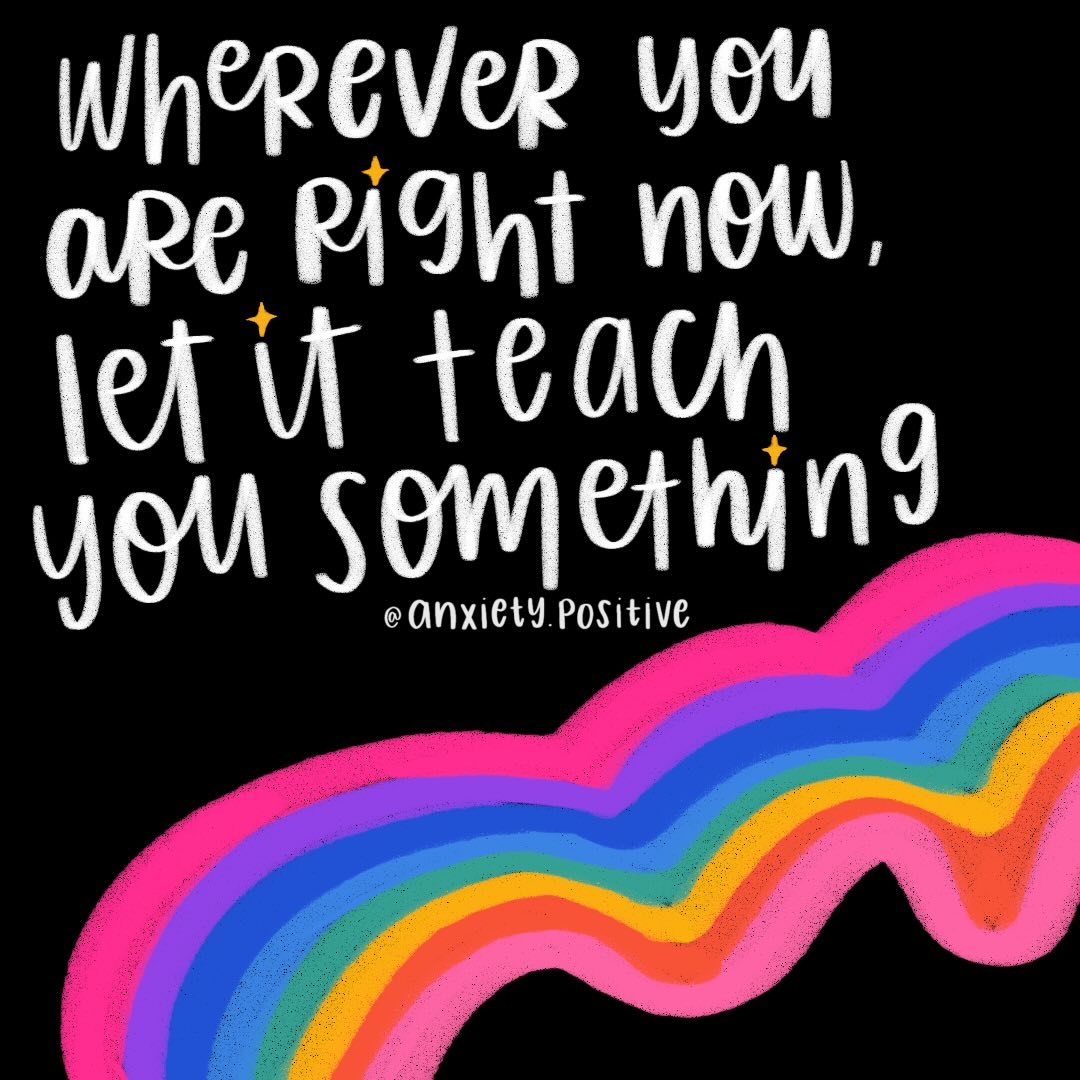 Wherever you
are right now,
let it teach
you something
@anxiety.positive